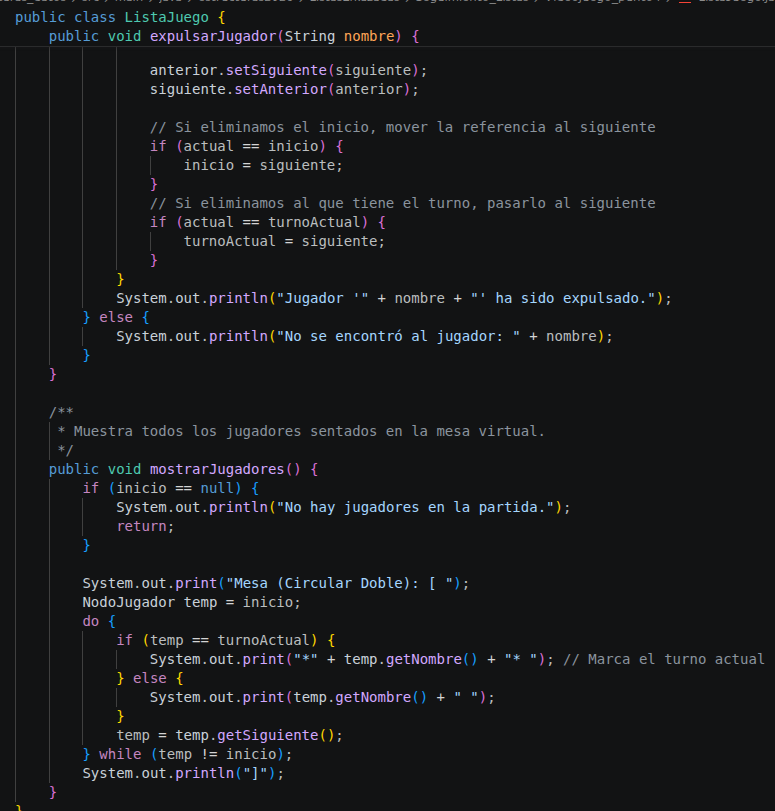 public class ListaJuego {
    public void expulsarJugador(String nombre) {
                anterior.setSiguiente(siguiente);
                siguiente.setAnterior(anterior);

                // Si eliminamos el inicio, mover la referencia al siguiente
                if (actual == inicio) {
                    inicio = siguiente;
                }
                // Si eliminamos al que tiene el turno, pasarlo al siguiente
                if (actual == turnoActual) {
                    turnoActual = siguiente;
                }
            }
            System.out.println("Jugador '" + nombre + "' ha sido expulsado.");
        } else {
            System.out.println("No se encontró al jugador: " + nombre);
        }
    }

    /**
     * Muestra todos los jugadores sentados en la mesa virtual.
     */
    public void mostrarJugadores() {
        if (inicio == null) {
            System.out.println("No hay jugadores en la partida.");
            return;
        }

        System.out.print("Mesa (Circular Doble): [ ");
        NodoJugador temp = inicio;
        do {
            if (temp == turnoActual) {
                System.out.print("*" + temp.getNombre() + "* "); // Marca el turno actual
            } else {
                System.out.print(temp.getNombre() + " ");
            }
            temp = temp.getSiguiente();
        } while (temp != inicio);
        System.out.println("]");
    }
}